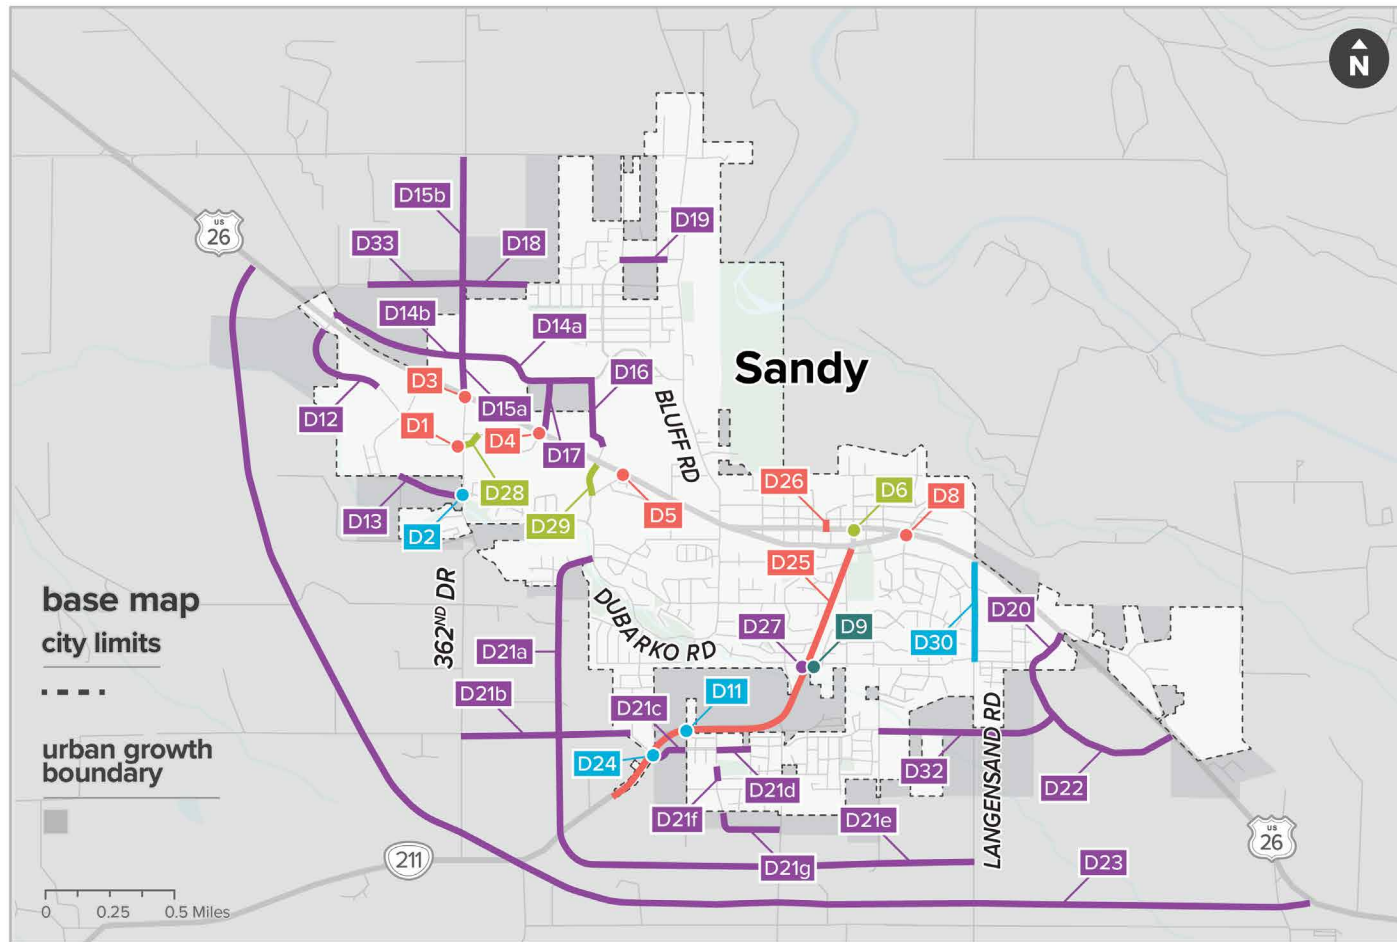 N
US
26
D15b
D33
D18
D19
D14b
D14a
Sandy
D3
D16
D15a
D12
D1
D4
BLUFF RD
D17
D28
D26
D6
D8
D29
D5
D13
D2
D25
base map
city limits
362ND DR
DUBARKO RD
D27
D9
D30
D20
D21a
urban growth
boundary
D21b
D21c
D11
LANGENSAND RD
D24
D32
D21d
D22
D21f
D21e
US
26
211
D21g
D23
0 0.25 0.5 Miles